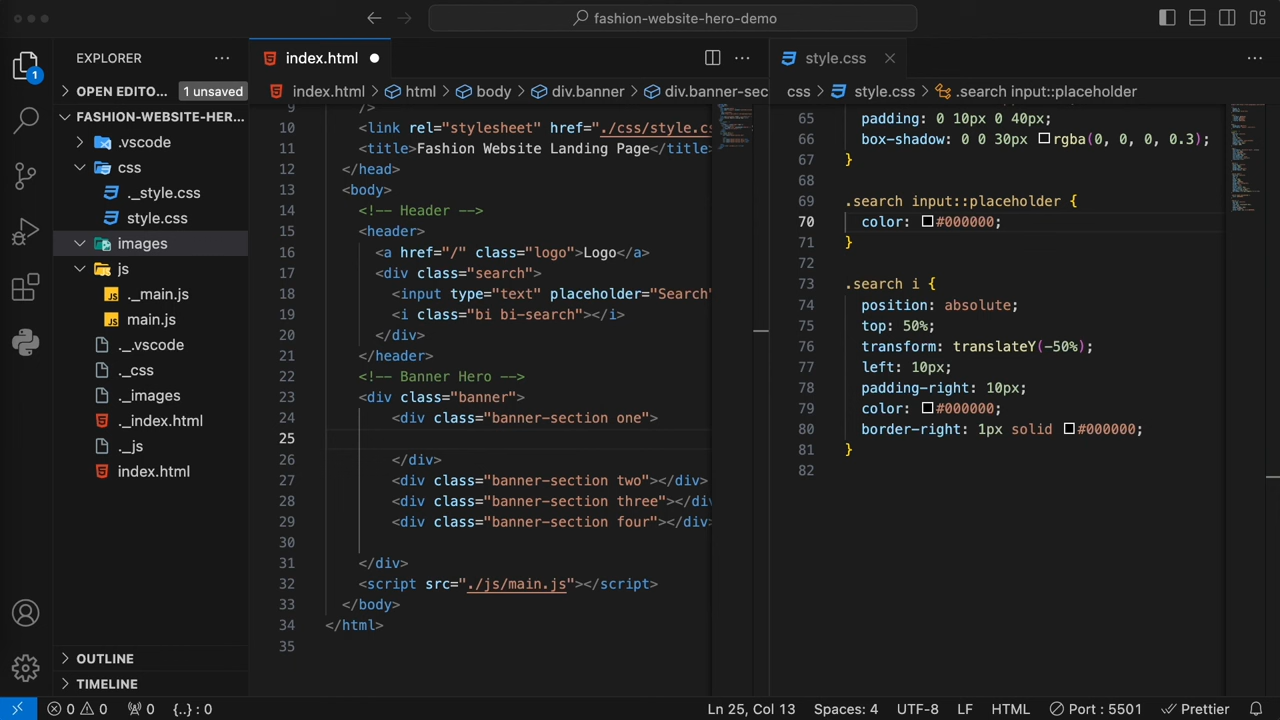 fashion-website-hero-demo
EXPLORER
OPEN EDITO... 1 unsaved
FASHION-WEBSITE-HER...
.vscode
css
._style.css
style.css
images
js
._main.js
main.js
._.vscode
._css
._images
._index.html
._js
index.html
OUTLINE
TIMELINE
1
index.html
index.html > html > body > div.banner > div.banner-sec
9 />
10 <link rel="stylesheet" href="./css/style.cs
11 <title>Fashion Website Landing Page</title>
12 </head>
13 <body>
14 <!-- Header -->
15 <header>
16 <a href="/" class="logo">Logo</a>
17 <div class="search">
18 <input type="text" placeholder="Search"
19 <i class="bi bi-search"></i>
20 </div>
21 </header>
22 <!-- Banner Hero -->
23 <div class="banner">
24 <div class="banner-section one">
25
26 </div>
27 <div class="banner-section two"></div>
28 <div class="banner-section three"></div
29 <div class="banner-section four"></div>
30
31 </div>
32 <script src="./js/main.js"></script>
33 </body>
34 </html>
35
style.css
css > style.css > .search input::placeholder
65 padding: 0 10px 0 40px;
66 box-shadow: 0 0 30px rgba(0, 0, 0, 0.3);
67 }
68
69 .search input::placeholder {
70 color: #000000;
71 }
72
73 .search i {
74 position: absolute;
75 top: 50%;
76 transform: translateY(-50%);
77 left: 10px;
78 padding-right: 10px;
79 color: #000000;
80 border-right: 1px solid #000000;
81 }
82
0 0 0 {..} : 0 Ln 25, Col 13 Spaces: 4 UTF-8 LF HTML Port : 5501 Prettier